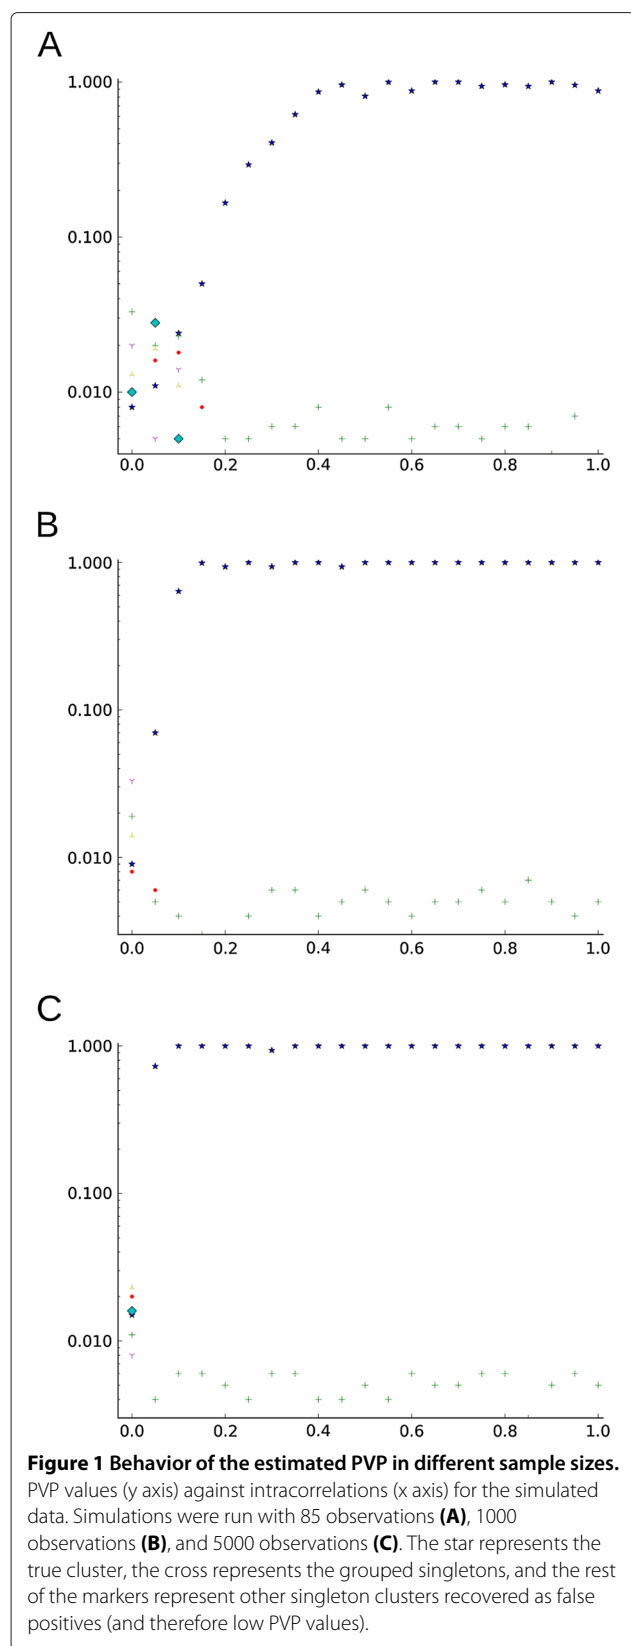 A
1.000
0.100
0.010
0.0 0.2 0.4 0.6 0.8 1.0
B
1.000
0.100
0.010
0.0 0.2 0.4 0.6 0.8 1.0
C
1.000
0.100
0.010
0.0 0.2 0.4 0.6 0.8 1.0
Figure 1 Behavior of the estimated PVP in different sample sizes.
PVP values (y axis) against intracorrelations (x axis) for the simulated
data. Simulations were run with 85 observations (A), 1000
observations (B), and 5000 observations (C). The star represents the
true cluster, the cross represents the grouped singletons, and the rest
of the markers represent other singleton clusters recovered as false
positives (and therefore low PVP values).